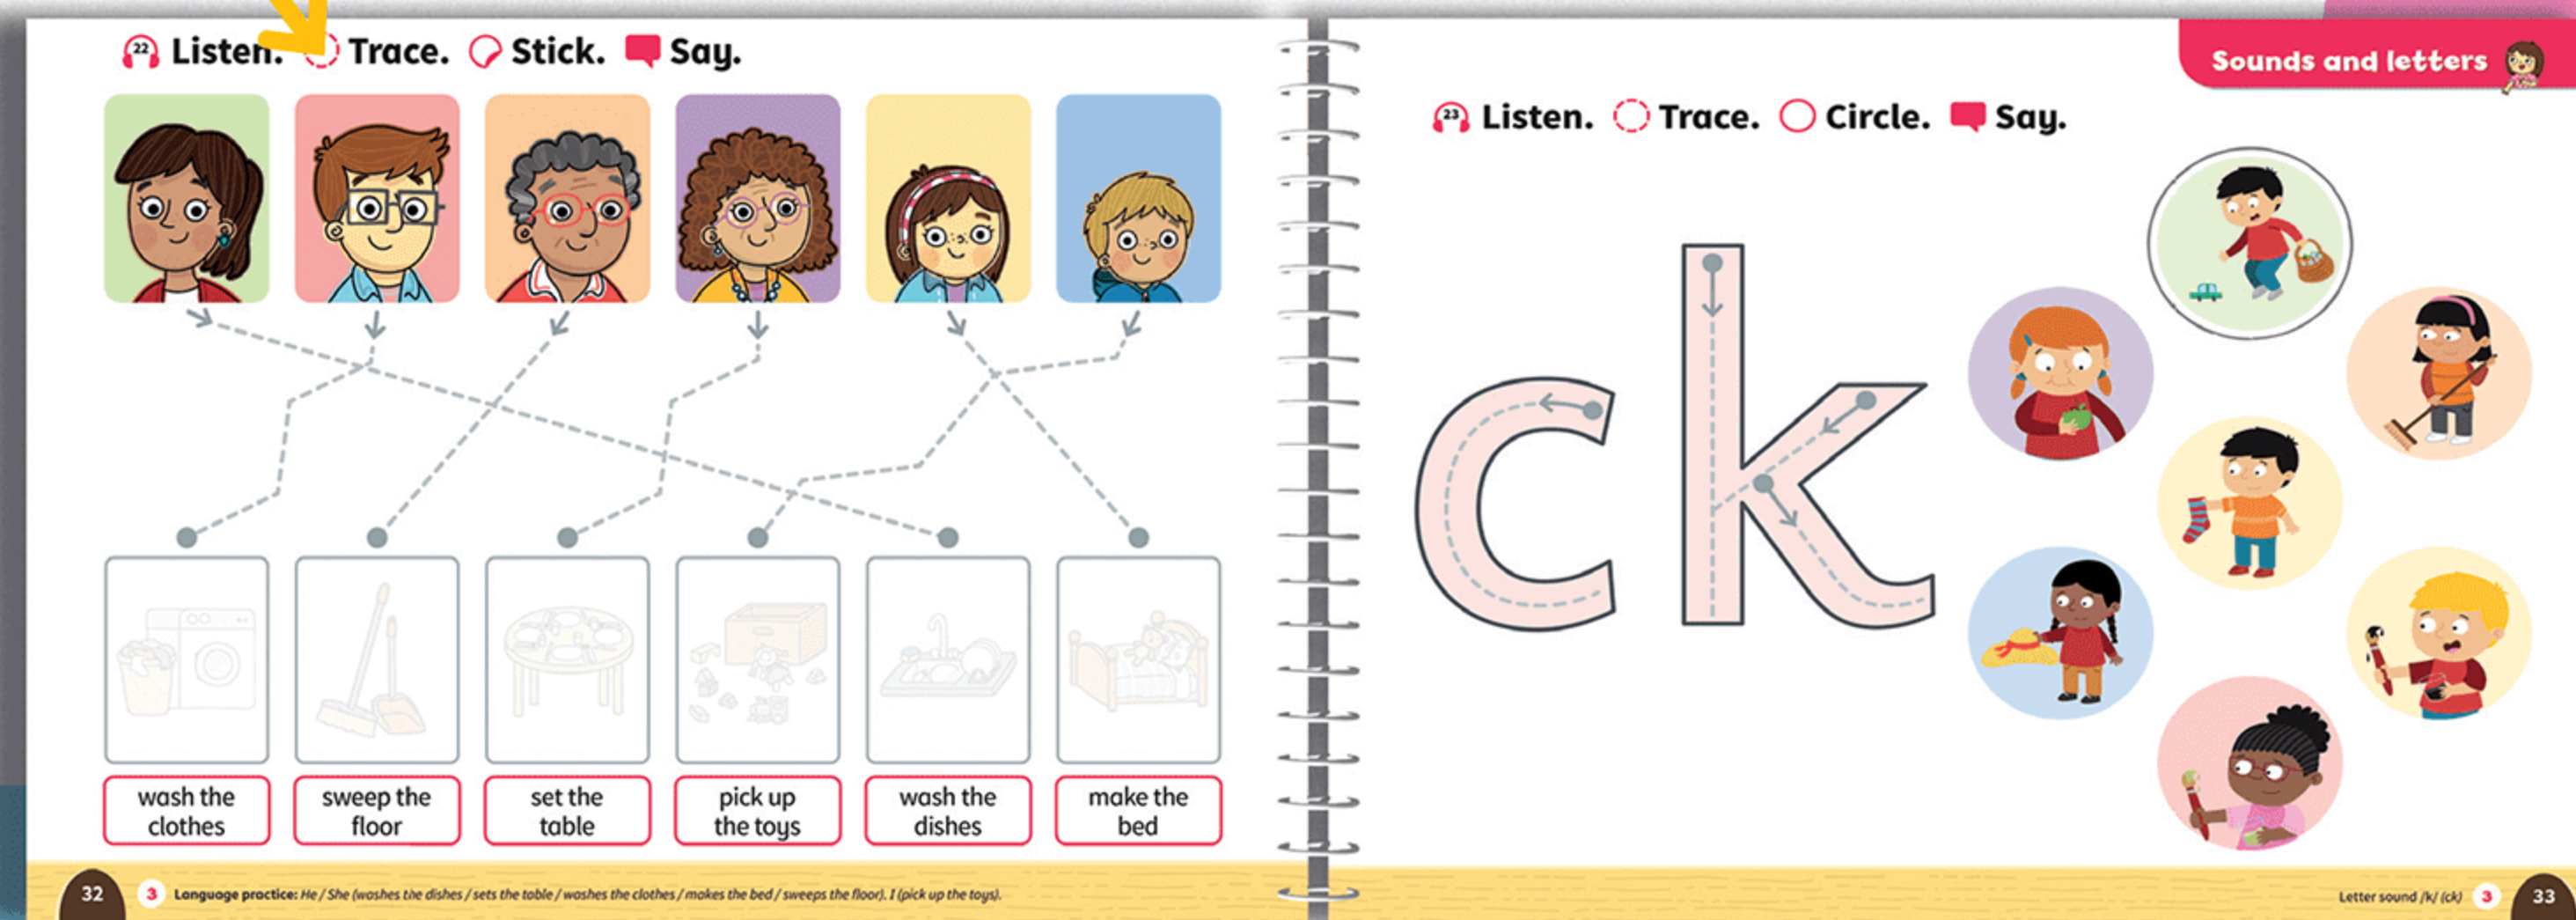 22 Listen. Trace. Stick. Say.
wash the
clothes
sweep the
floor
set the
table
pick up
the toys
wash the
dishes
make the
bed
32 3 Language practice: He / She (washes the dishes / sets the table / washes the clothes / makes the bed / sweeps the floor). I (pick up the toys).
Sounds and letters
23 Listen. Trace. Circle. Say.
ck
Letter sound /k/ (ck) 3 33